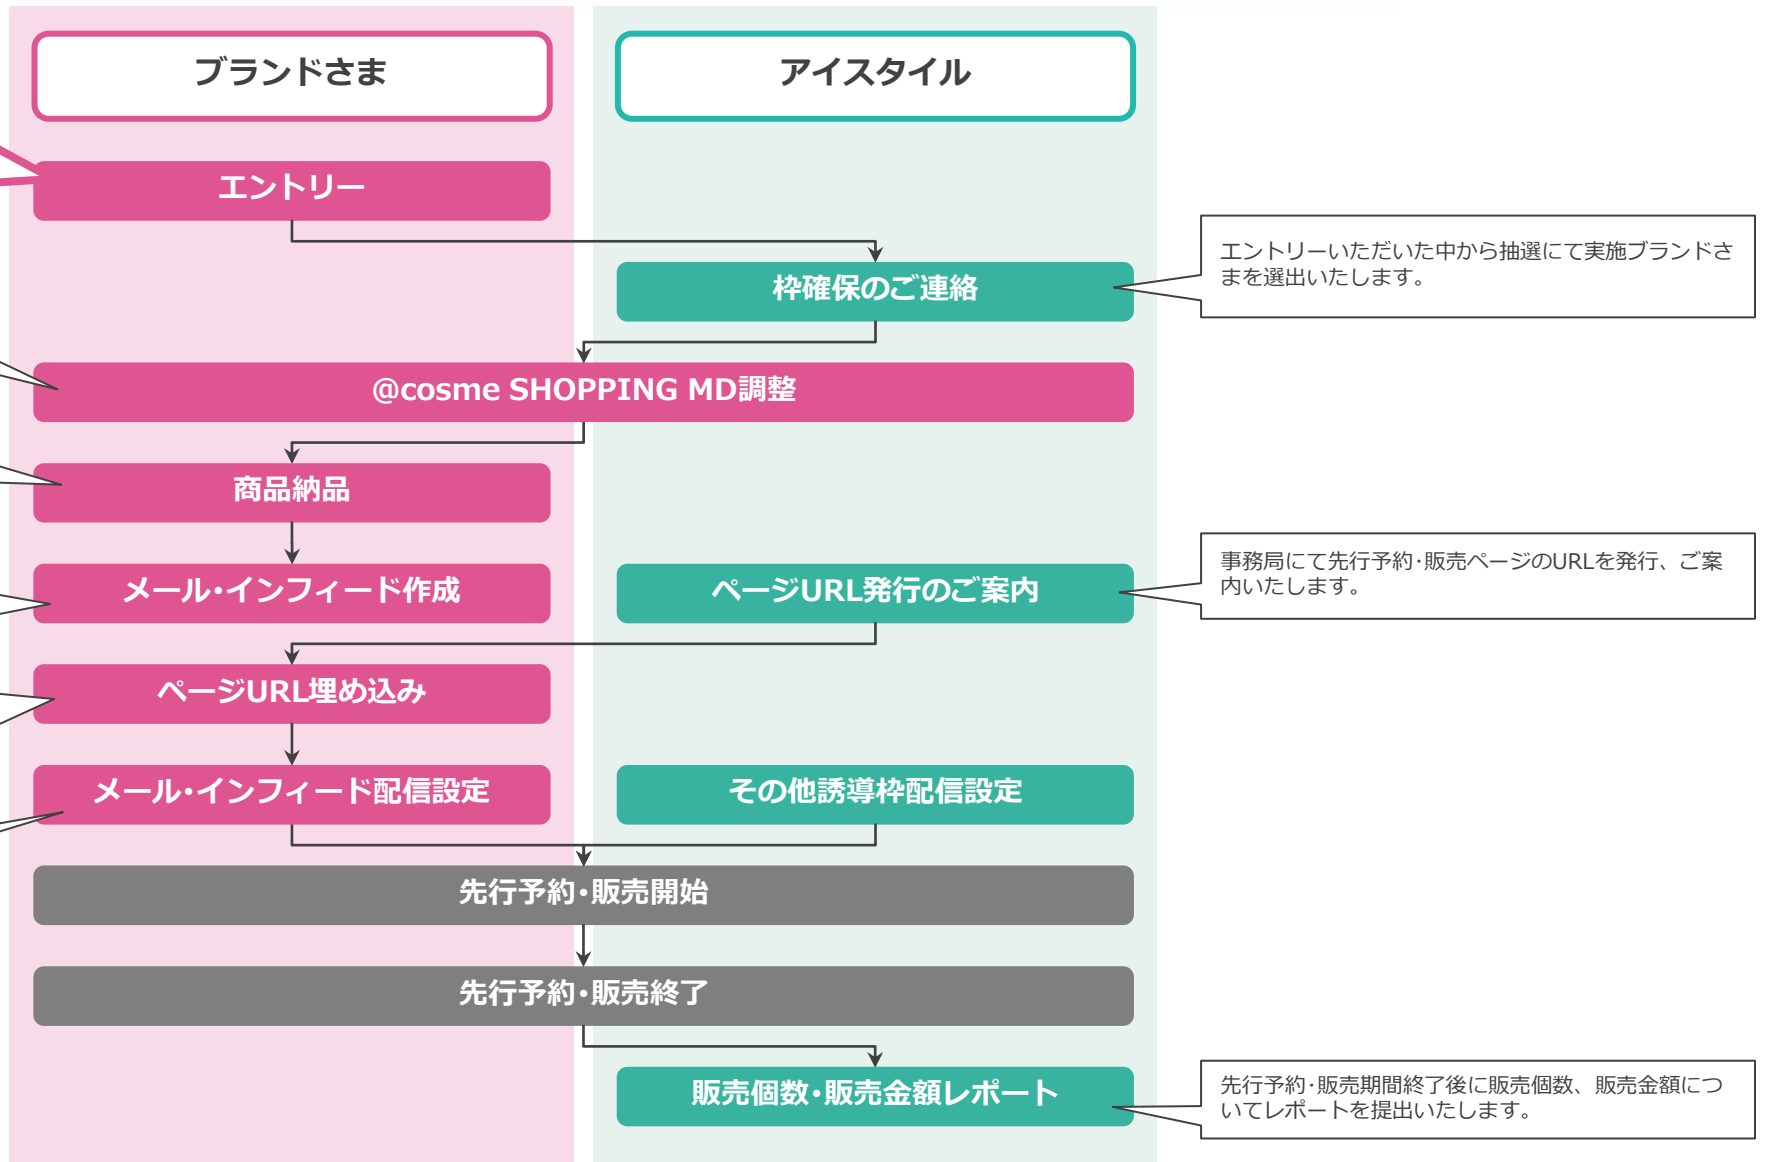 ブランドさま
アイスタイル
エントリー
枠確保のご連絡
エントリーいただいた中から抽選にて実施ブランドさ
まを選出いたします。
@cosme SHOPPING MD調整
商品納品
メール・インフィード作成
ページURL発行のご案内
事務局にて先行予約・販売ページのURLを発行、ご案
内いたします。
ページURL埋め込み
メール・インフィード配信設定
その他誘導枠配信設定
先行予約・販売開始
先行予約・販売終了
販売個数・販売金額レポート
先行予約・販売期間終了後に販売個数、販売金額につ
いてレポートを提出いたします。